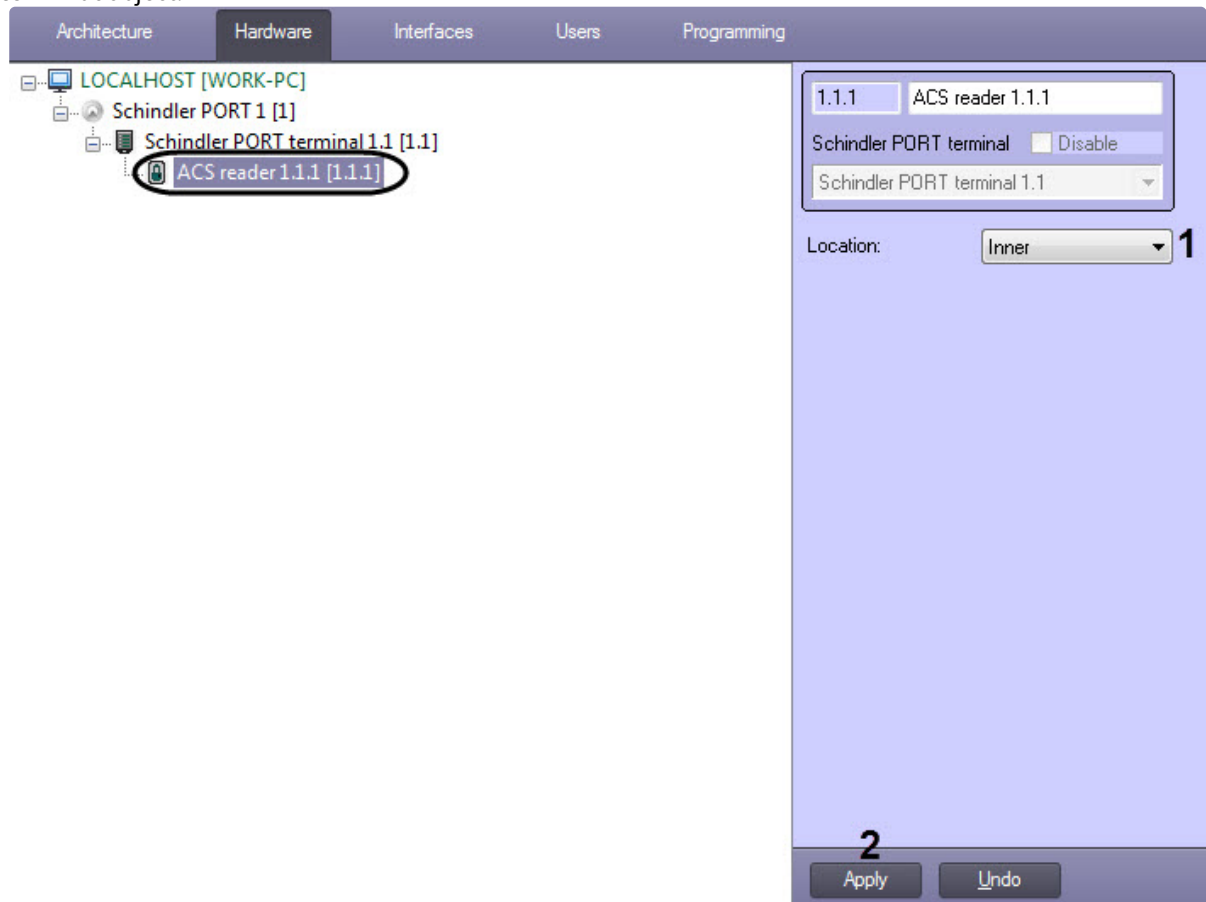 Architecture Hardware Interfaces Users Programming
LOCALHOST [WORK-PC]
Schindler PORT 1 [1]
Schindler PORT terminal 1.1 [1.1]
ACS reader 1.1.1 [1.1.1]
1.1.1 ACS reader 1.1.1
Schindler PORT terminal Disable
Schindler PORT terminal 1.1
Location: Inner 1
2
Apply Undo